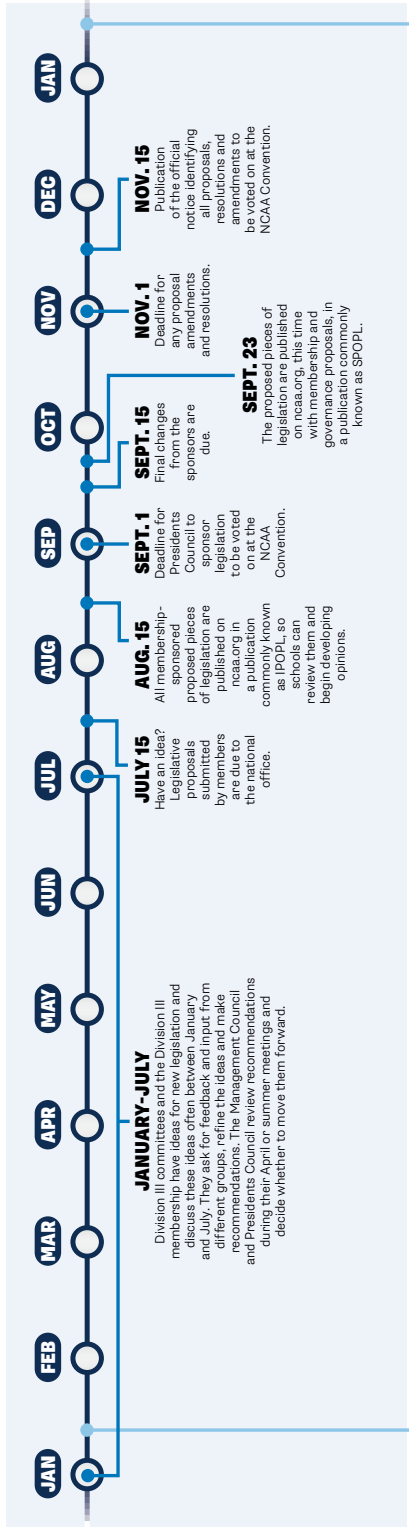 JAN
FEB
MAR
APR
MAY
JUN
JUL
AUG
SEP
OCT
NOV
DEC
JAN
JANUARY-JULY
Division III committees and the Division III
membership have ideas for new legislation and
discuss these ideas often between January
and July. They ask for feedback and input from
different groups, refine the ideas and make
recommendations. The Management Council
and Presidents Council review recommendations
during their April or summer meetings and
decide whether to move them forward.
JULY 15
Have an idea?
Legislative
proposals
submitted
by members
are due to
the national
office.
AUG. 15
All membership-
sponsored
proposed pieces
of legislation are
published on
ncaa.org in
a publication
commonly known
as IPOPL, so
schools can
review them and
begin developing
opinions.
SEPT. 1
Deadline for
Presidents
Council to
sponsor
legislation
to be voted
on at the
NCAA
Convention.
SEPT. 15
Final changes
from the
sponsors are
due.
SEPT. 23
The proposed pieces of
legislation are published
on ncaa.org, this time
with membership and
governance proposals, in
a publication commonly
known as SPOPL.
NOV. 1
Deadline for
any proposal
amendments
and resolutions.
NOV. 15
Publication
of the official
notice identifying
all proposals,
resolutions and
amendments to
be voted on at the
NCAA Convention.